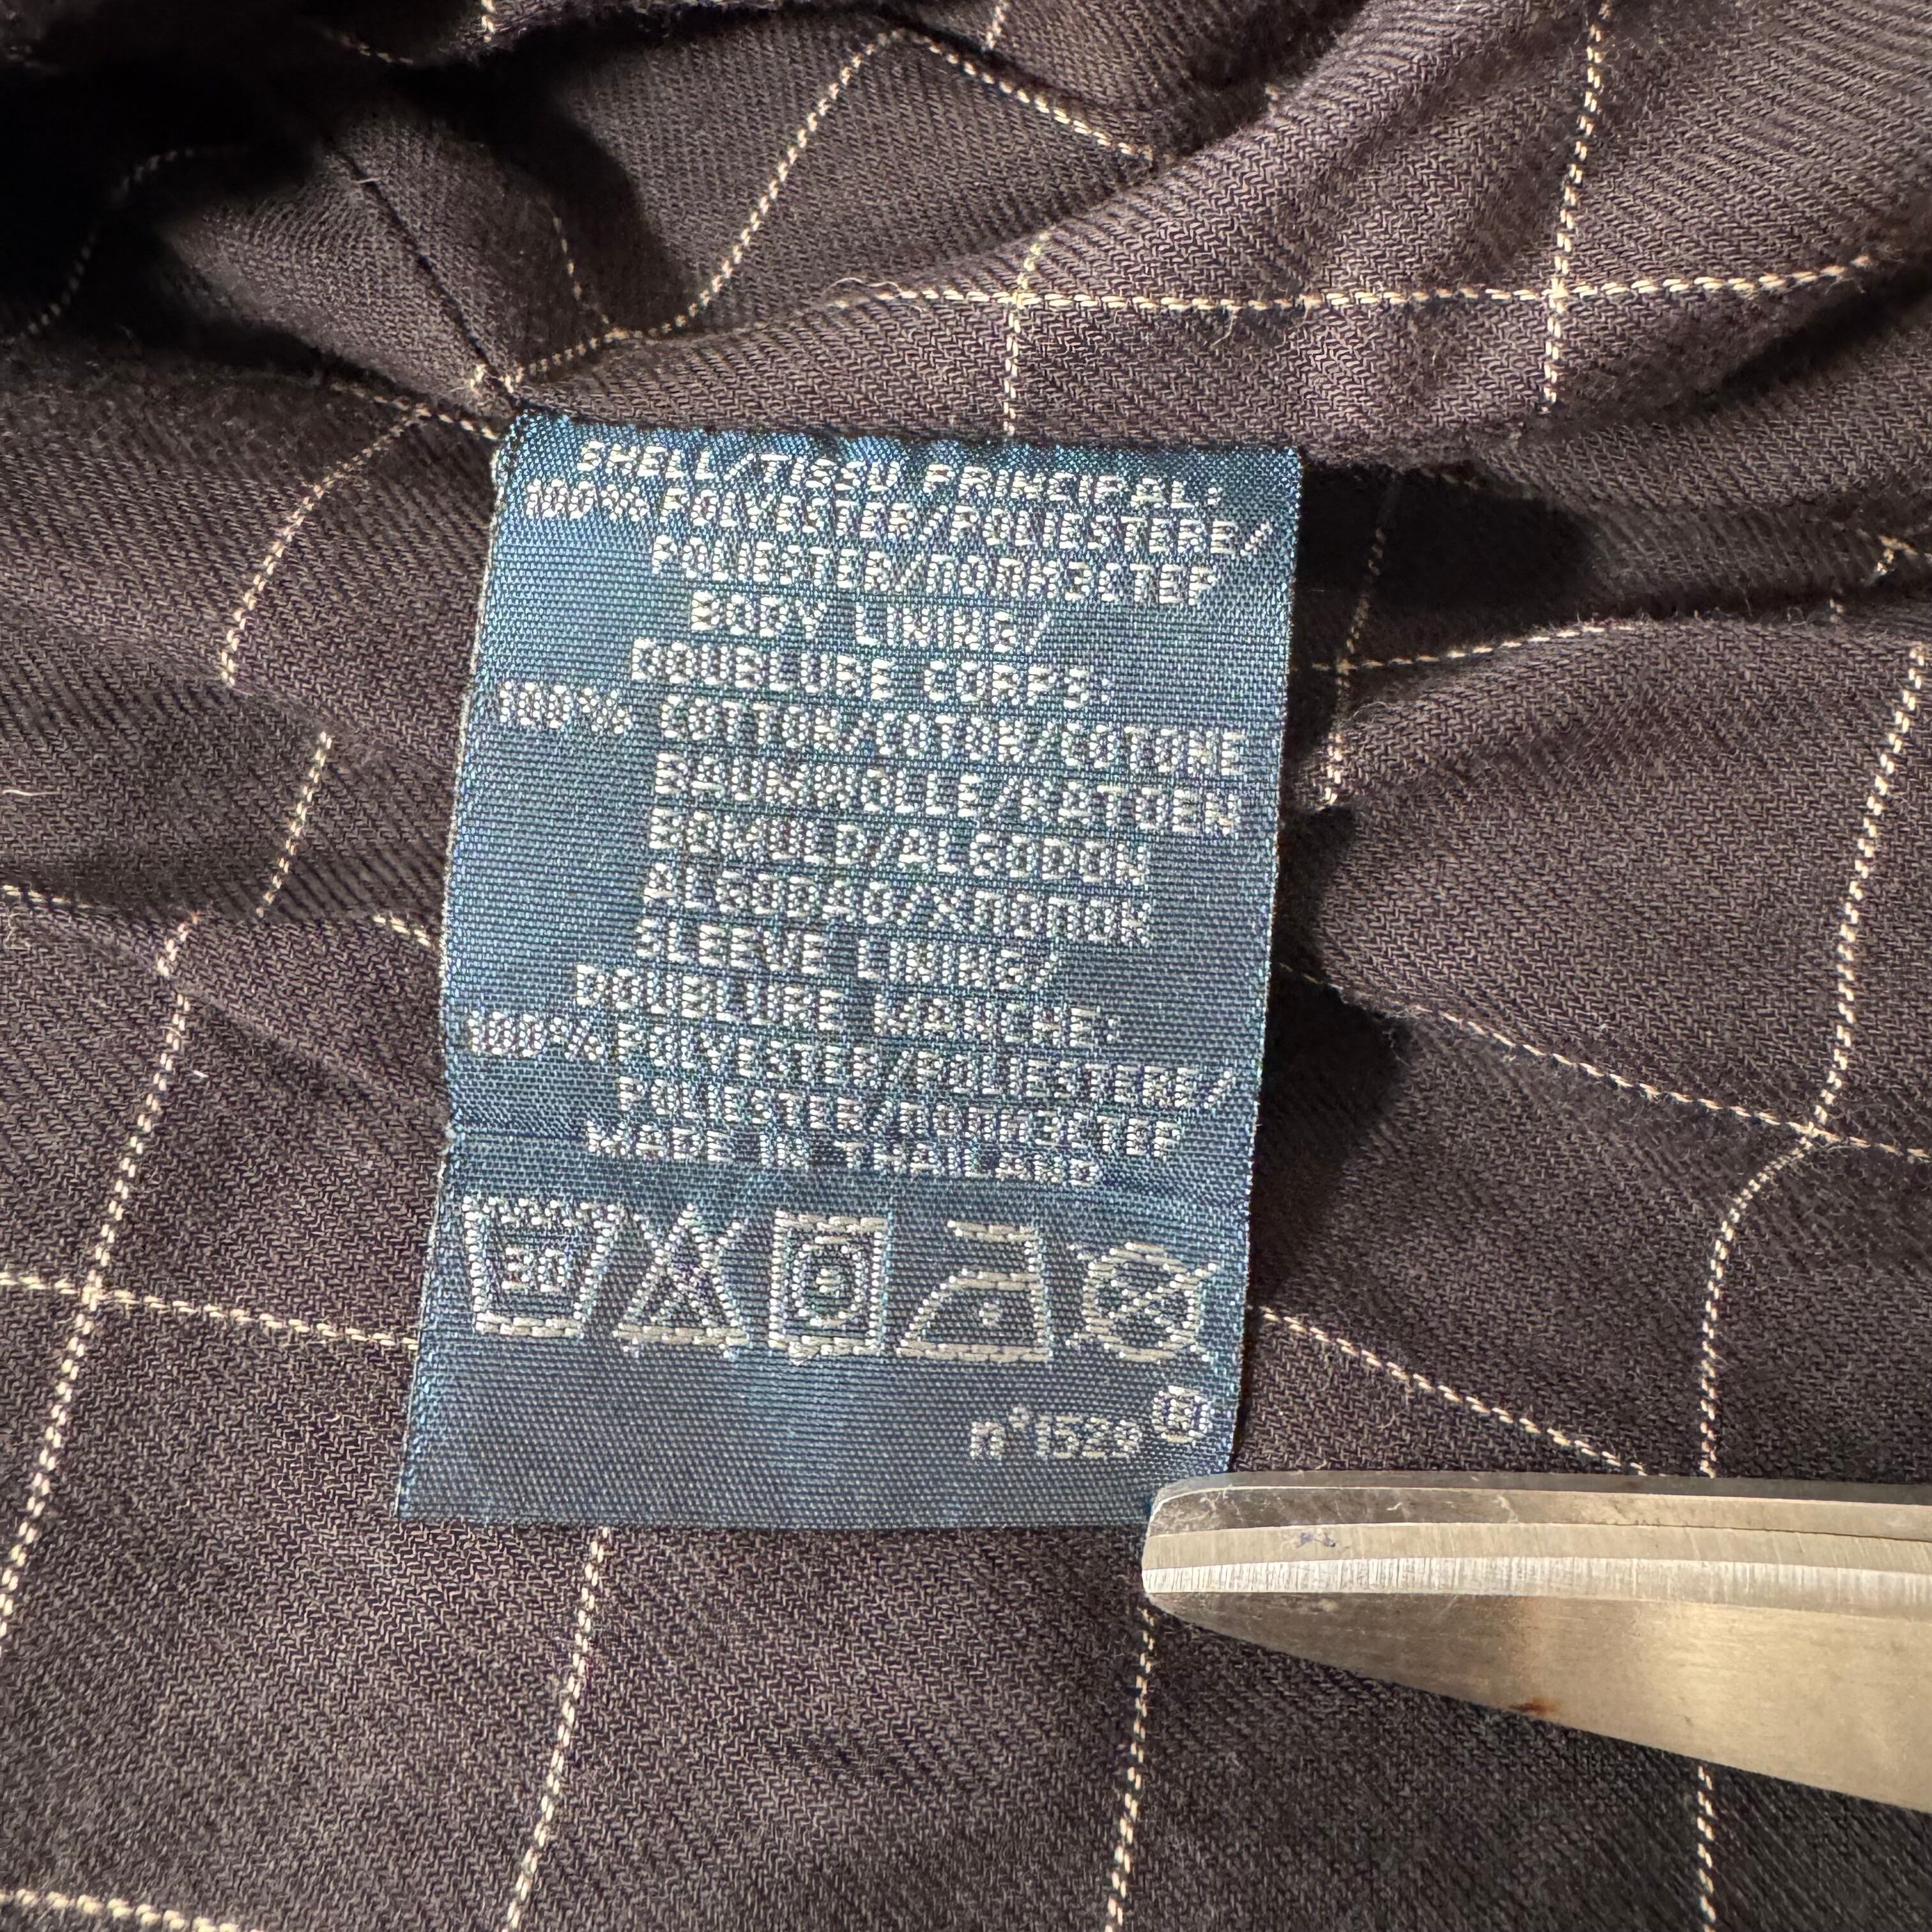 SHELL/TISSU PRINCIPAL:
100% POLYESTER/POLIESTERE/
POLIESTER/ПОЛИЭСТЕР
BODY LINING/
DOUBLURE CORPS:
100% COTTON/COTON/COTONE
BAUMWOLLE/KATOEN
BOMULD/ALGODON
ALGODAO/ХЛОПОК
SLEEVE LINING/
DOUBLURE MANCHE:
100% POLYESTER/POLIESTERE/
POLIESTER/ПОЛИЭСТЕР
MADE IN THAILAND
30
n°1529